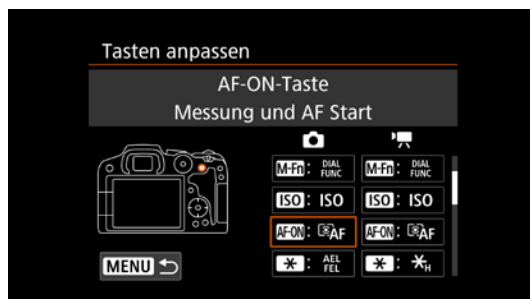 Tasten anpassen
AF-ON-Taste
Messung und AF Start
M-Fn : DIAL FUNC M-Fn : DIAL FUNC
ISO : ISO ISO : ISO
AF-ON : AF AF-ON : AF
* : AEL FEL * : *H
MENU